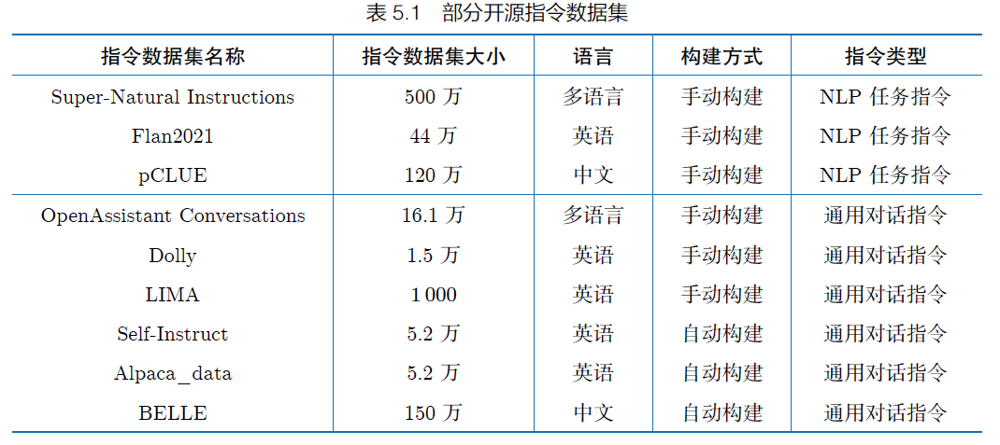 表 5.1 部分开源指令数据集
指令数据集名称 指令数据集大小 语言 构建方式 指令类型
Super-Natural Instructions 500 万 多语言 手动构建 NLP 任务指令
Flan2021 44 万 英语 手动构建 NLP 任务指令
pCLUE 120 万 中文 手动构建 NLP 任务指令
OpenAssistant Conversations 16.1 万 多语言 手动构建 通用对话指令
Dolly 1.5 万 英语 手动构建 通用对话指令
LIMA 1 000 英语 手动构建 通用对话指令
Self-Instruct 5.2 万 英语 自动构建 通用对话指令
Alpaca_data 5.2 万 英语 自动构建 通用对话指令
BELLE 150 万 中文 自动构建 通用对话指令